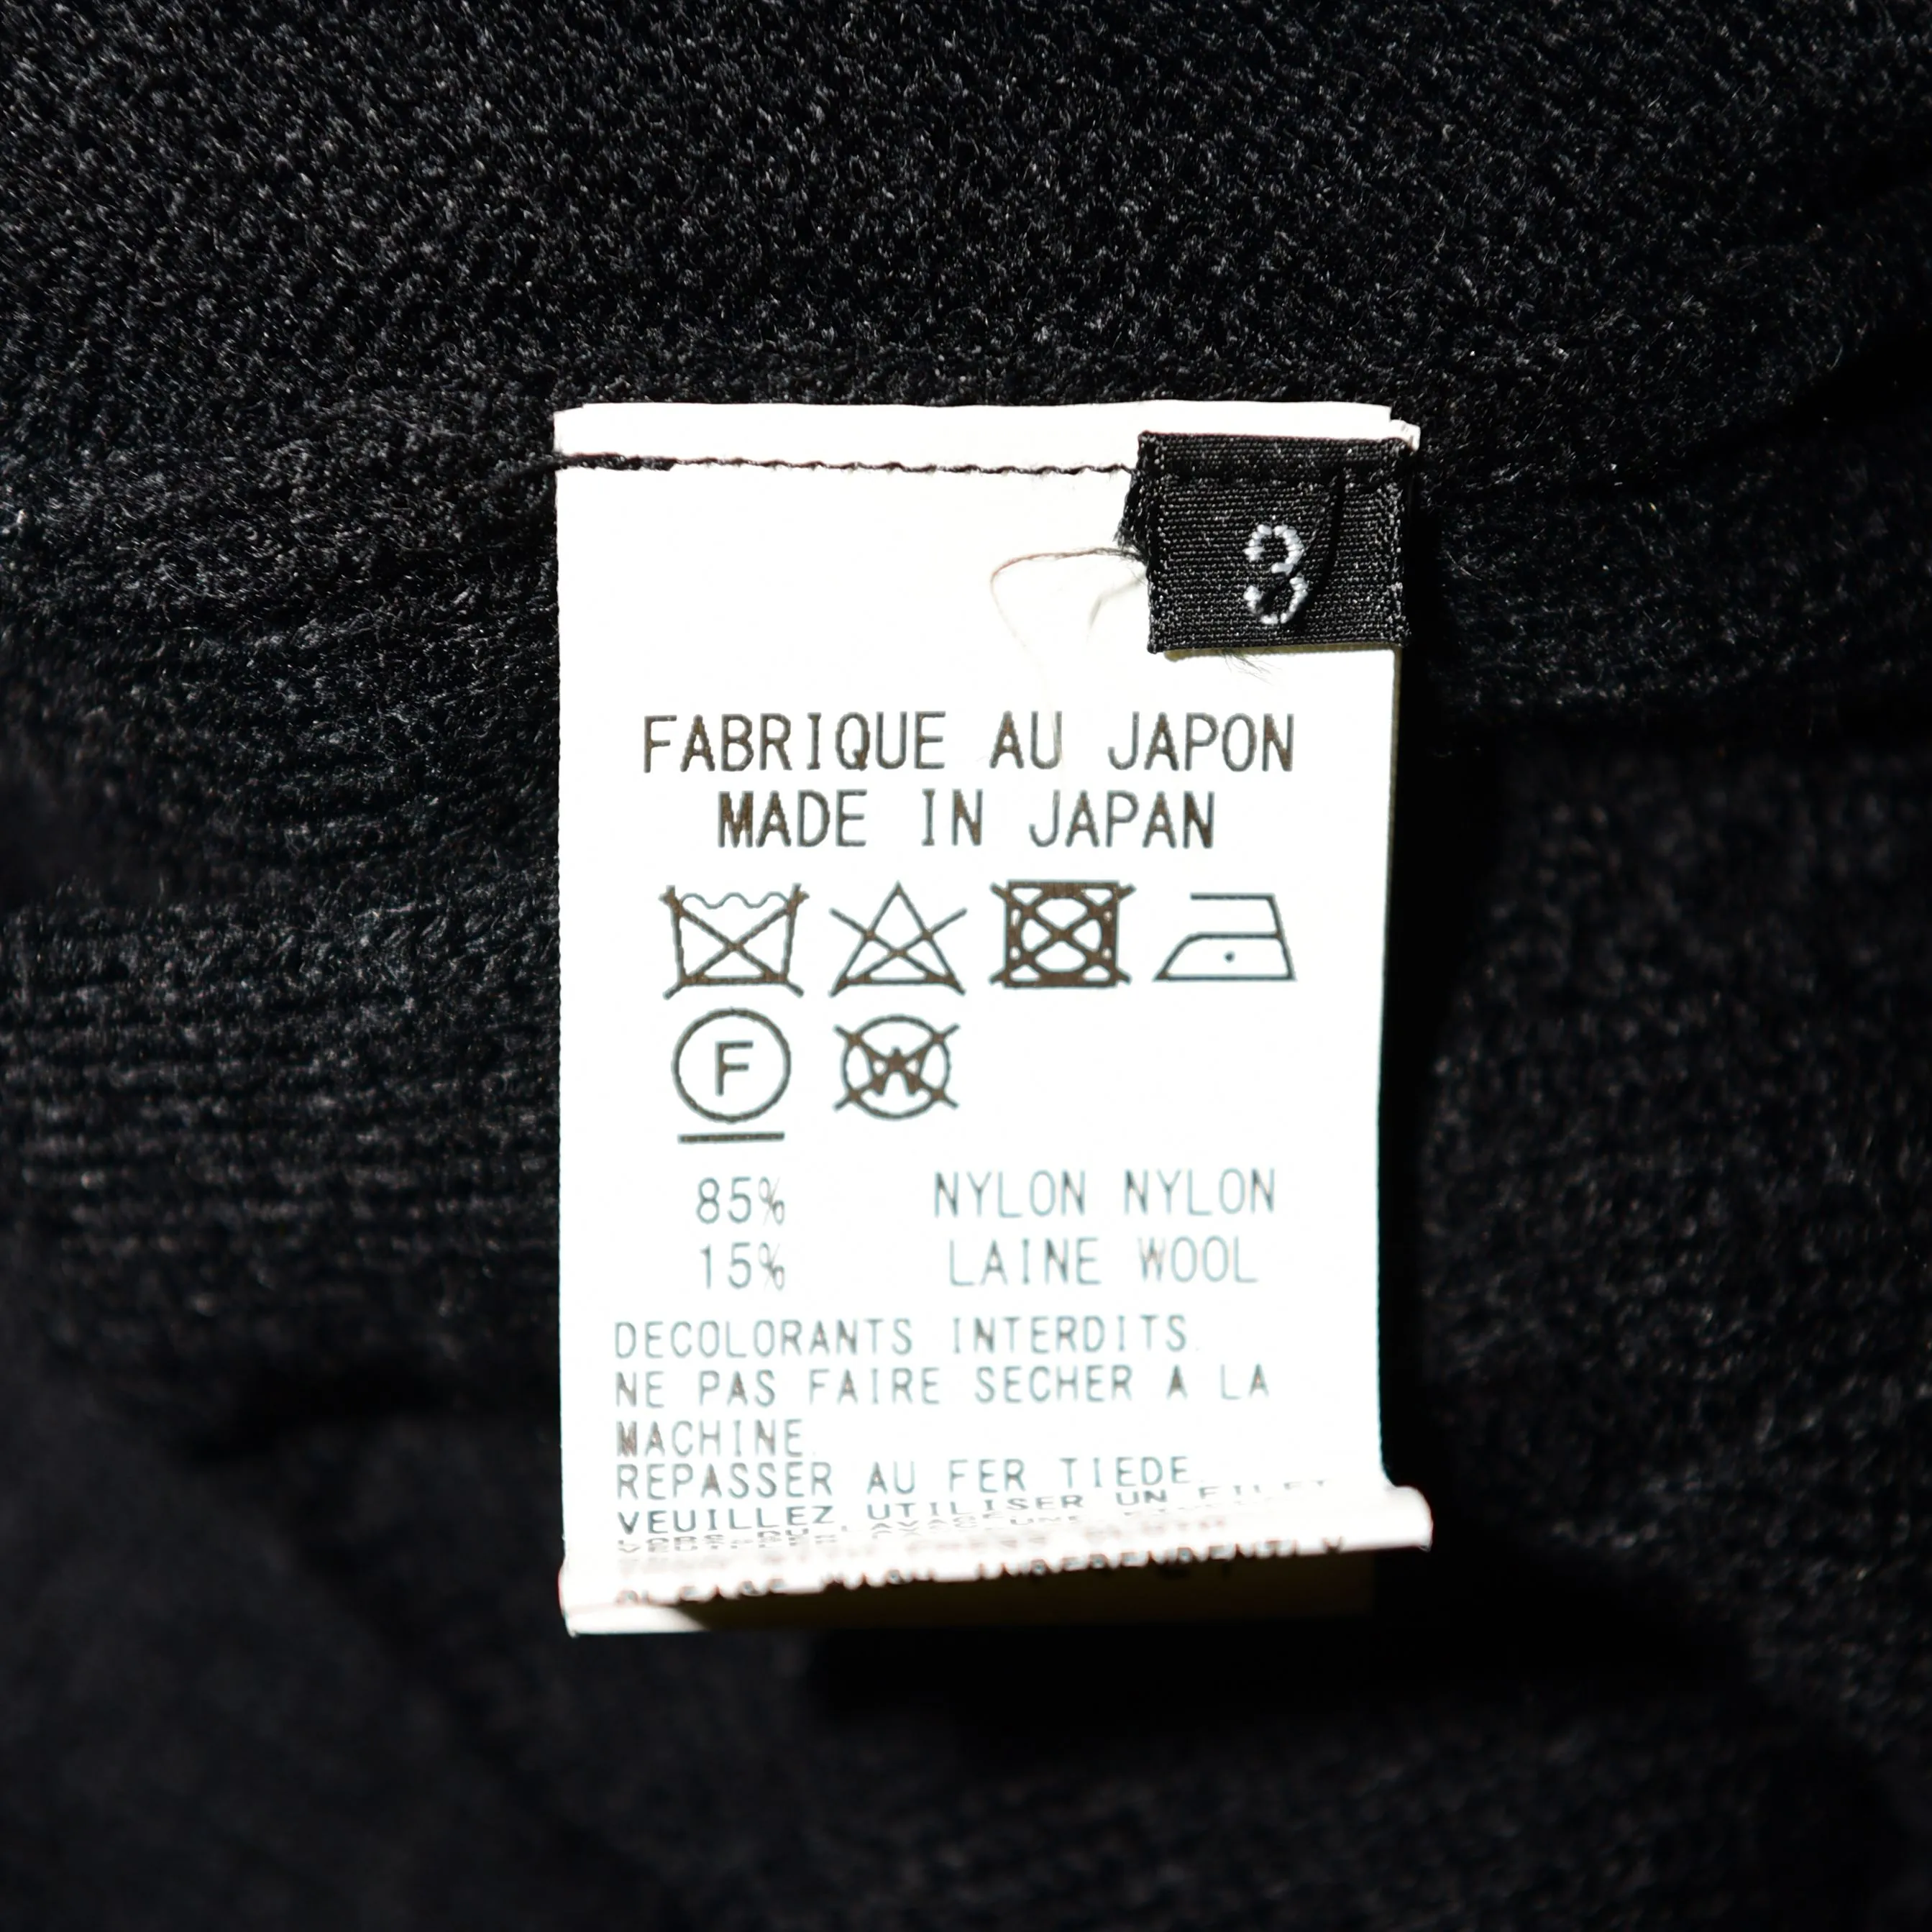 3
FABRIQUE AU JAPON
MADE IN JAPAN
F
W
85% NYLON NYLON
15% LAINE WOOL
DECOLORANTS INTERDITS.
NE PAS FAIRE SECHER A LA
MACHINE.
REPASSER AU FER TIEDE.
VEUILLEZ UTILISER UN FILET